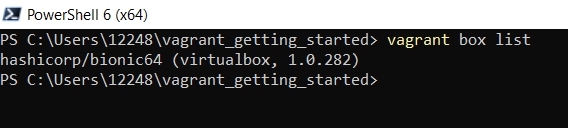 PowerShell 6 (x64)
PS C:\Users\12248\vagrant_getting_started> vagrant box list
hashicorp/bionic64 (virtualbox, 1.0.282)
PS C:\Users\12248\vagrant_getting_started>